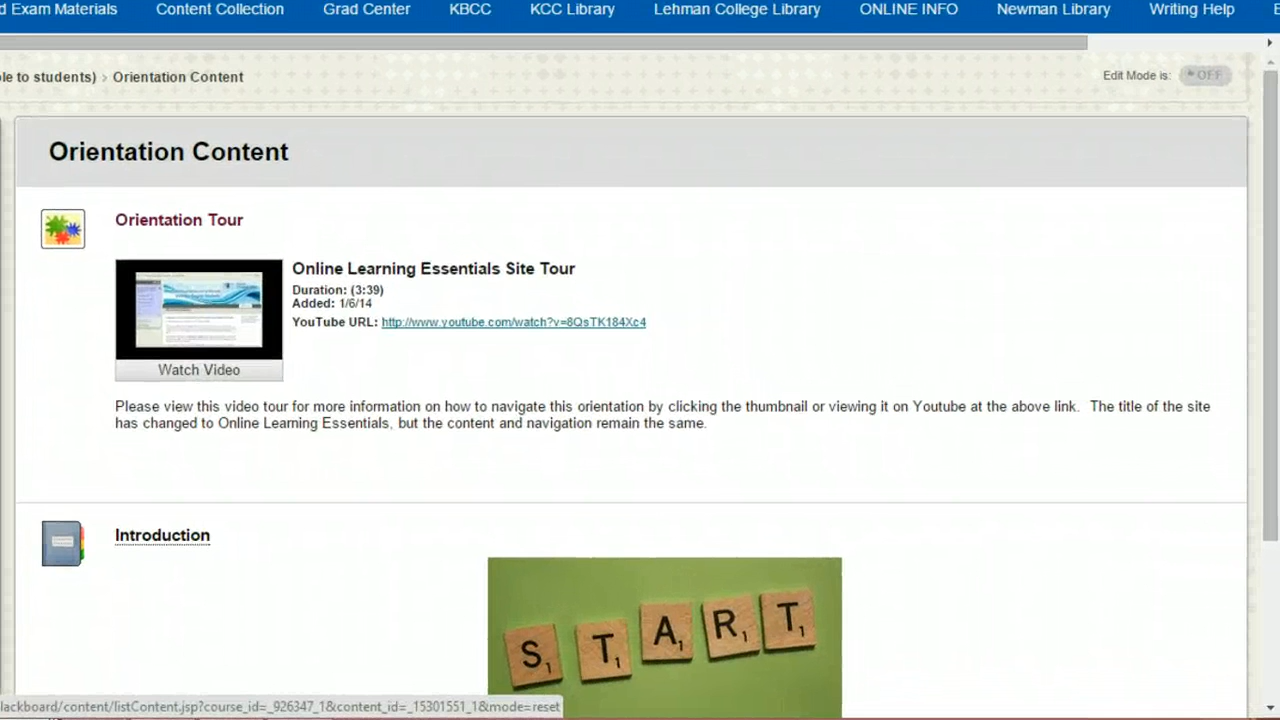 d Exam Materials Content Collection Grad Center KBCC KCC Library Lehman College Library ONLINE INFO Newman Library Writing Help
le to students) > Orientation Content
Edit Mode is: OFF
Orientation Content
Orientation Tour
Online Learning Essentials Site Tour
Duration: (3:39)
Added: 1/6/14
YouTube URL: http://www.youtube.com/watch?v=8QsTK184Xc4
Watch Video
Please view this video tour for more information on how to navigate this orientation by clicking the thumbnail or viewing it on Youtube at the above link. The title of the site
has changed to Online Learning Essentials, but the content and navigation remain the same.
Introduction
S1 T1 A1 R1 T1
lackboard/content/listContent.jsp?course_id=_926347_1&content_id=_15301551_1&mode=reset